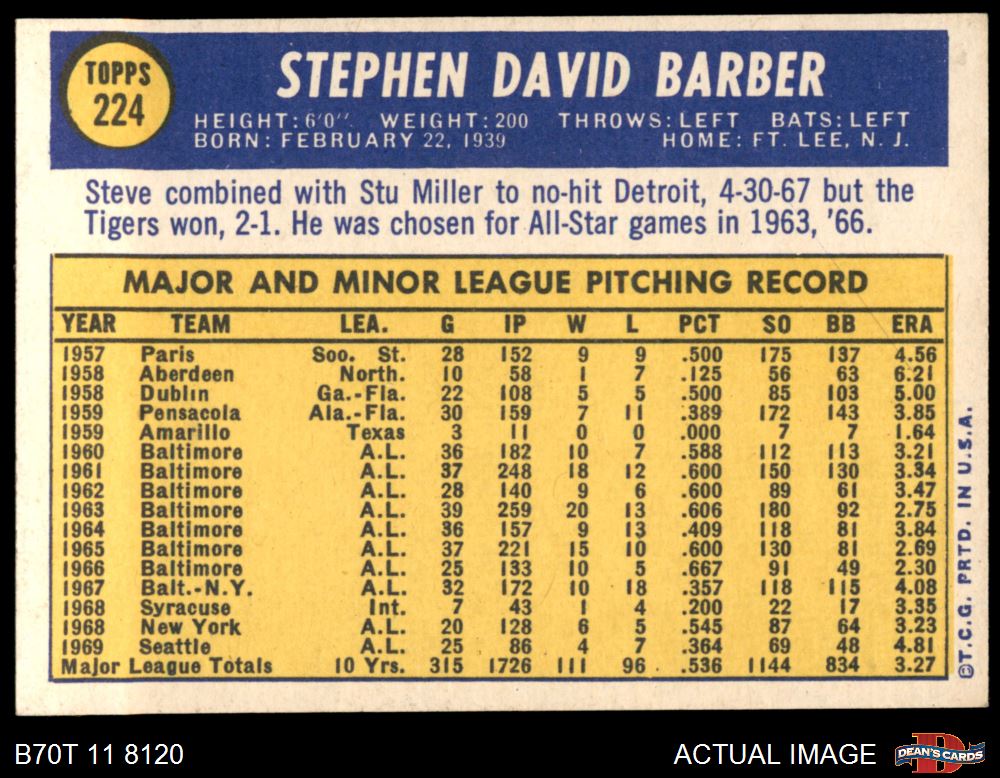 TOPPS
224
STEPHEN DAVID BARBER
HEIGHT: 6'0". WEIGHT: 200 THROWS: LEFT BATS: LEFT
BORN: FEBRUARY 22, 1939 HOME: FT. LEE, N. J.
Steve combined with Stu Miller to no-hit Detroit, 4-30-67 but the
Tigers won, 2-1. He was chosen for All-Star games in 1963, '66.
MAJOR AND MINOR LEAGUE PITCHING RECORD
YEAR TEAM LEA. G IP W L PCT SO BB ERA
1957 Paris Soo. St. 28 152 9 9 .500 175 137 4.56
1958 Aberdeen North. 10 58 1 7 .125 56 63 6.21
1958 Dublin Ga.-Fla. 22 108 5 5 .500 85 103 5.00
1959 Pensacola Ala.-Fla. 30 159 7 11 .389 172 143 3.85
1959 Amarillo Texas 3 11 0 0 .000 7 7 1.64
1960 Baltimore A.L. 36 182 10 7 .588 112 113 3.21
1961 Baltimore A.L. 37 248 18 12 .600 150 130 3.34
1962 Baltimore A.L. 28 140 9 6 .600 89 61 3.47
1963 Baltimore A.L. 39 259 20 13 .606 180 92 2.75
1964 Baltimore A.L. 36 157 9 13 .409 118 81 3.84
1965 Baltimore A.L. 37 221 15 10 .600 130 81 2.69
1966 Baltimore A.L. 25 133 10 5 .667 91 49 2.30
1967 Balt.-N.Y. A.L. 32 172 10 18 .357 118 115 4.08
1968 Syracuse Int. 7 43 1 4 .200 22 17 3.35
1968 New York A.L. 20 128 6 5 .545 87 64 3.23
1969 Seattle A.L. 25 86 4 7 .364 69 48 4.81
Major League Totals 10 Yrs. 315 1726 111 96 .536 1144 834 3.27
©T.C.G. PRTD. IN U.S.A.
B70T 11 8120 ACTUAL IMAGE
DEAN'S CARDS